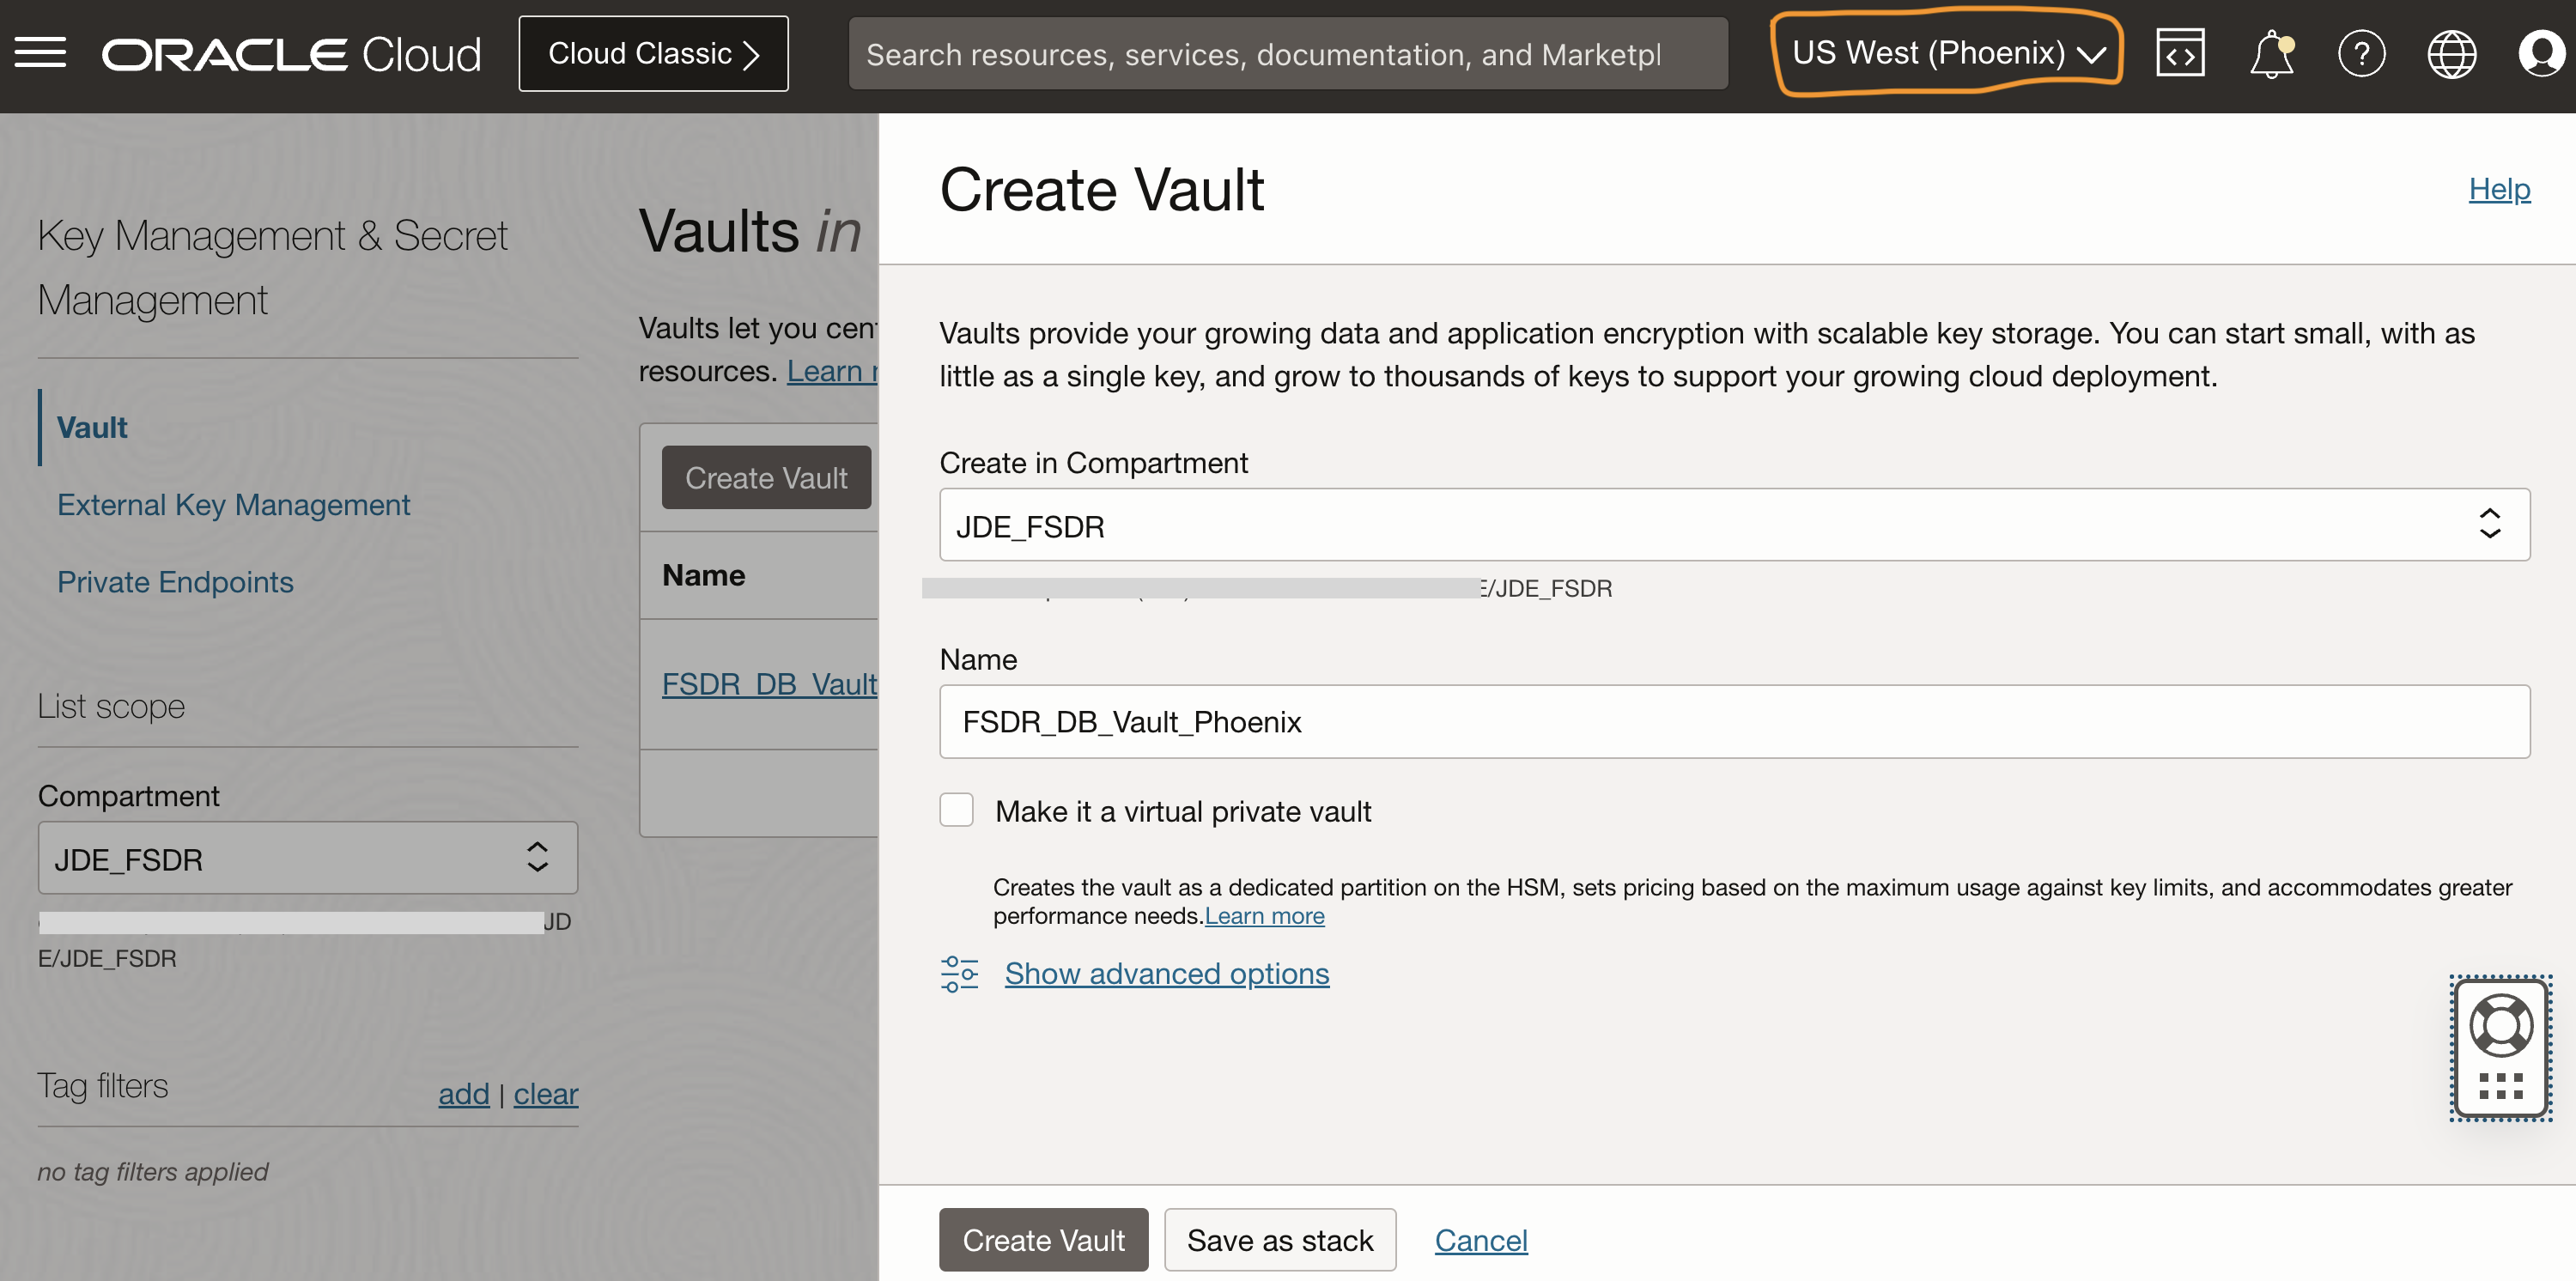 ORACLE Cloud
Cloud Classic
Search resources, services, documentation, and Marketpl
US West (Phoenix)
Key Management & Secret
Management
Vault
External Key Management
Private Endpoints
List scope
Compartment
JDE_FSDR
JD
E/JDE_FSDR
Tag filters
add | clear
no tag filters applied
Vaults in
Vaults let you cen
resources. Learn
Create Vault
Name
FSDR_DB_Vault
Create Vault
Help
Vaults provide your growing data and application encryption with scalable key storage. You can start small, with as
little as a single key, and grow to thousands of keys to support your growing cloud deployment.
Create in Compartment
JDE_FSDR
E/JDE_FSDR
Name
FSDR_DB_Vault_Phoenix
Make it a virtual private vault
Creates the vault as a dedicated partition on the HSM, sets pricing based on the maximum usage against key limits, and accommodates greater
performance needs.Learn more
Show advanced options
Create Vault
Save as stack
Cancel